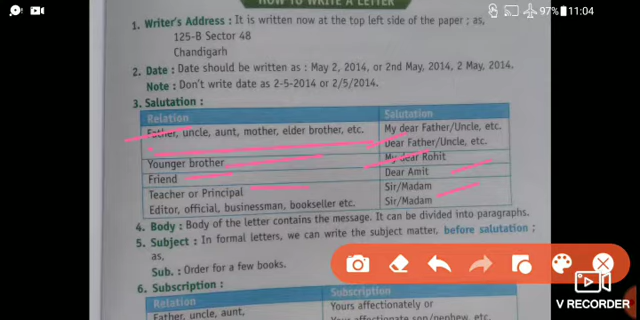 97% 11:04
HOW TO WRITE A LETTER
1. Writer's Address : It is written now at the top left side of the paper ; as,
125-B Sector 48
Chandigarh
2. Date : Date should be written as : May 2, 2014, or 2nd May, 2014, 2 May, 2014.
Note : Don't write date as 2-5-2014 or 2/5/2014.
3. Salutation :
Relation Salutation
Father, uncle, aunt, mother, elder brother, etc. My dear Father/Uncle, etc.
Dear Father/Uncle, etc.
Younger brother My dear Rohit
Friend Dear Amit
Teacher or Principal Sir/Madam
Editor, official, businessman, bookseller etc. Sir/Madam
4. Body : Body of the letter contains the message. It can be divided into paragraphs.
5. Subject : In formal letters, we can write the subject matter, before salutation ;
as,
Sub. : Order for a few books.
6. Subscription :
Relation Subscription
Father, uncle, aunt, Yours affectionately or
Your affectionate son/nephew, etc.
V RECORDER